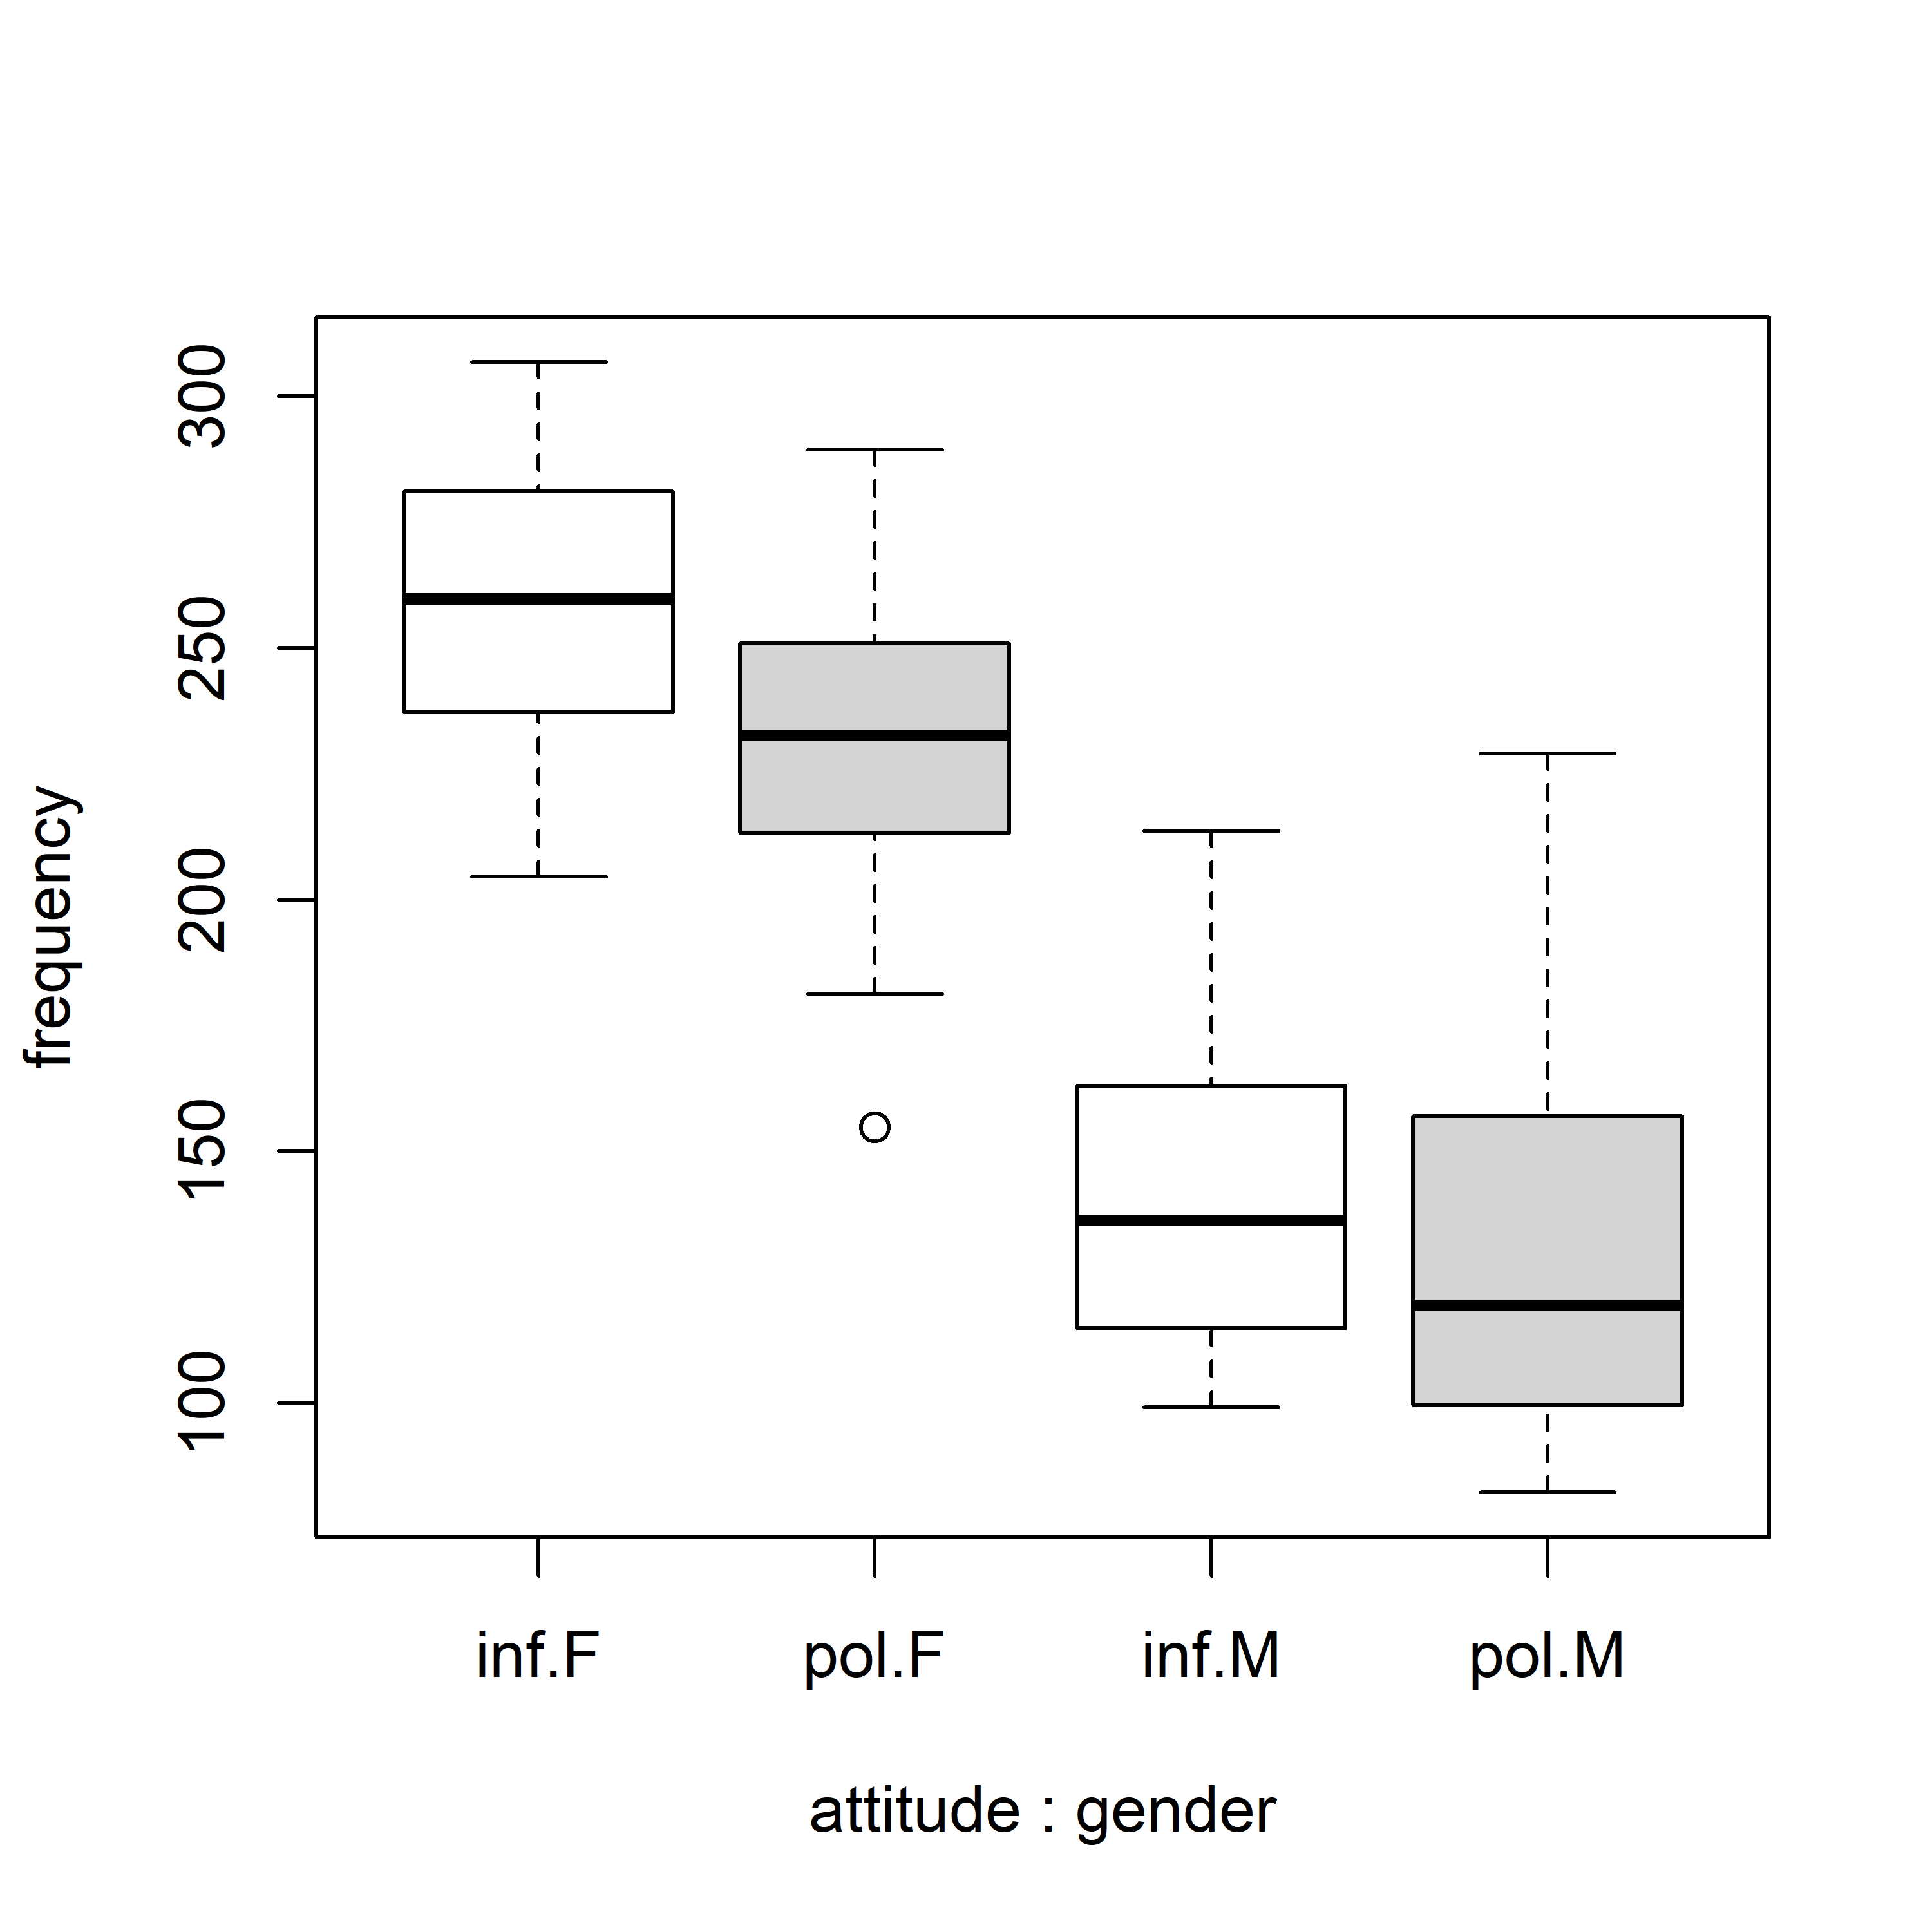 300
250
200
150
100
frequency
inf.F pol.F inf.M pol.M
attitude : gender